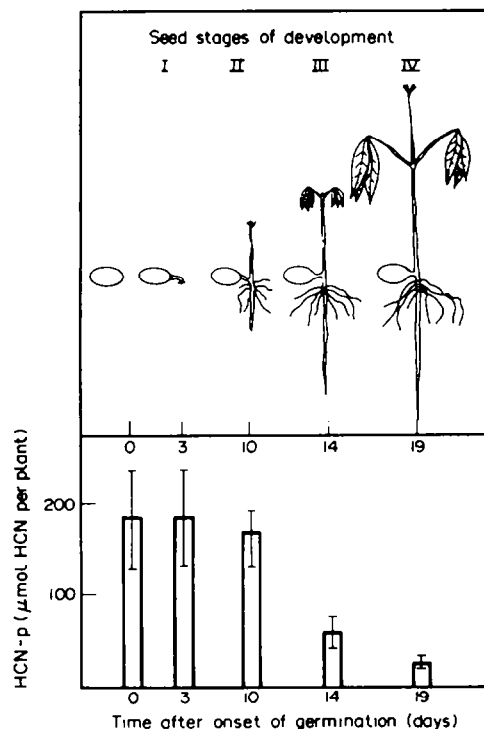 Seed stages of development
I II III IV
0 3 10 14 19
HCN-p (μmol HCN per plant)
200
100
0 3 10 14 19
Time after onset of germination (days)